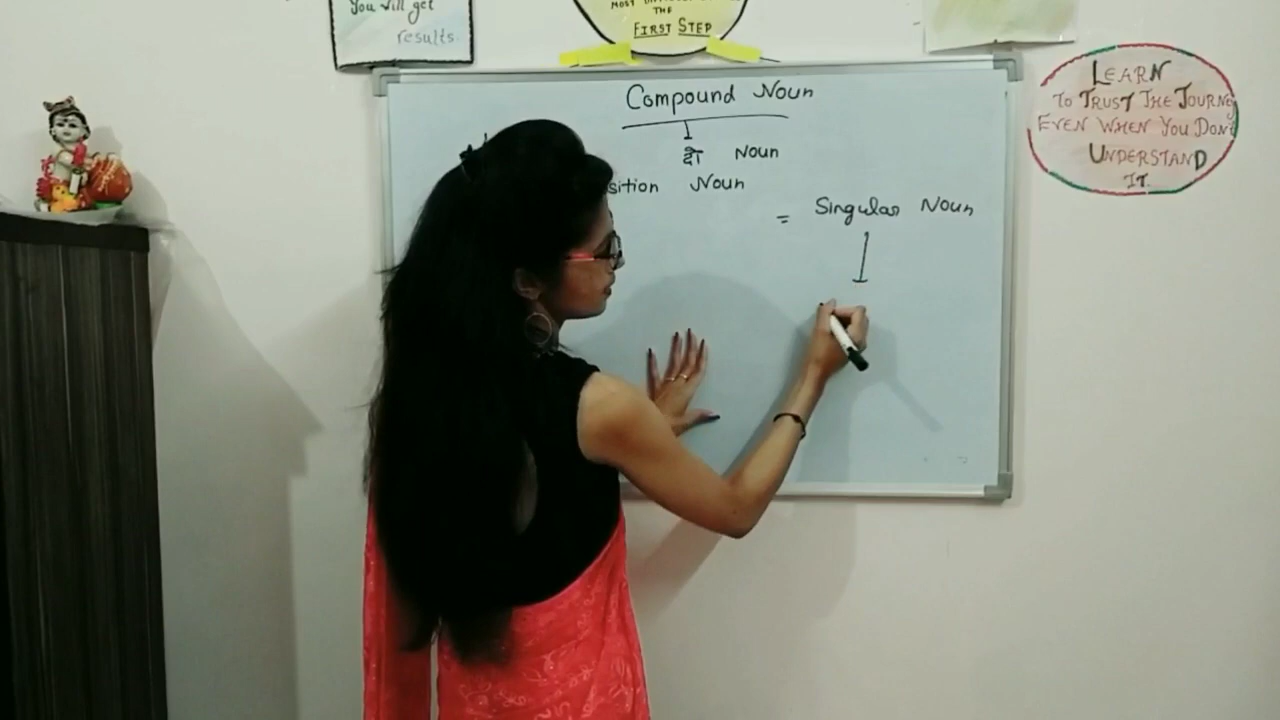 You will get
results.
THE
FIRST STEP
LEARN
TO TRUST THE JOURNEY
EVEN WHEN YOU DON'T
UNDERSTAND
IT.
Compound Noun
दो Noun
sition Noun
= Singular Noun